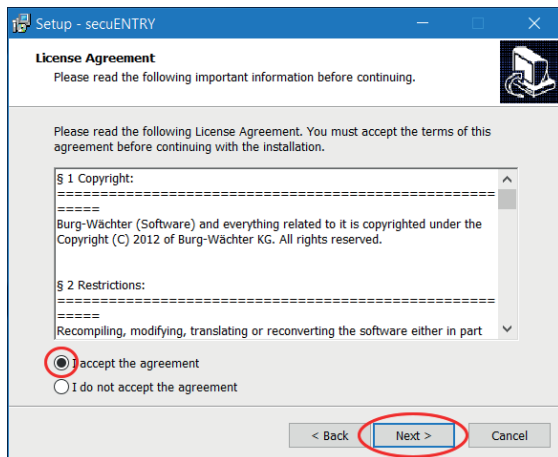 Setup - secuENTRY
License Agreement
Please read the following important information before continuing.
Please read the following License Agreement. You must accept the terms of this
agreement before continuing with the installation.
§ 1 Copyright:
===================================================
=====
Burg-Wächter (Software) and everything related to it is copyrighted under the
Copyright (C) 2012 of Burg-Wächter KG. All rights reserved.
§ 2 Restrictions:
===================================================
=====
Recompiling, modifying, translating or reconverting the software either in part
I accept the agreement
I do not accept the agreement
< Back
Next >
Cancel